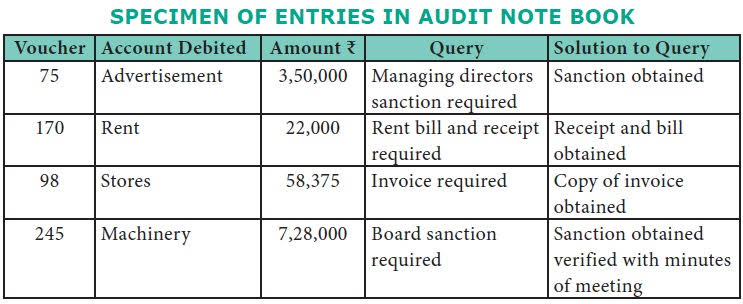 SPECIMEN OF ENTRIES IN AUDIT NOTE BOOK
Voucher Account Debited Amount ₹ Query Solution to Query
75 Advertisement 3,50,000 Managing directors sanction required Sanction obtained
170 Rent 22,000 Rent bill and receipt required Receipt and bill obtained
98 Stores 58,375 Invoice required Copy of invoice obtained
245 Machinery 7,28,000 Board sanction required Sanction obtained verified with minutes of meeting